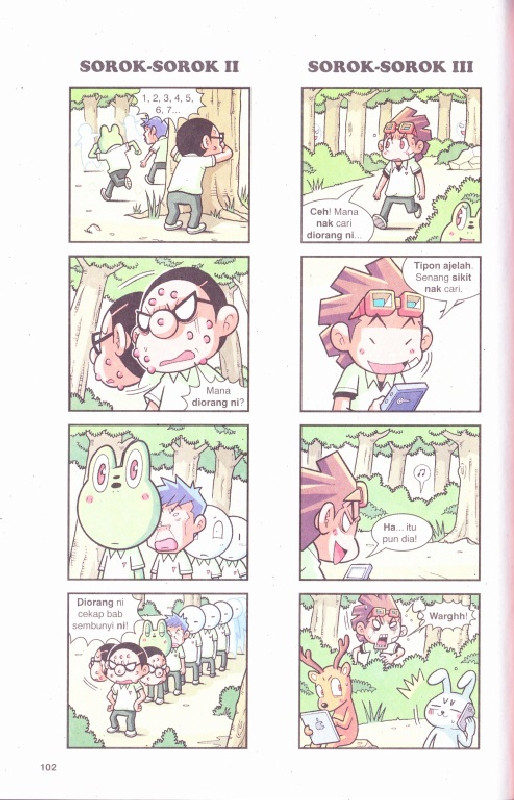 SOROK-SOROK II
1, 2, 3, 4, 5,
6, 7...
Mana
diorang ni?
Diorang ni
cekap bab
sembunyi ni!
SOROK-SOROK III
Ceh! Mana
nak cari
diorang ni...
Tipon ajelah.
Senang sikit
nak cari.
Ha... itu
pun dia!
Warghh!
102